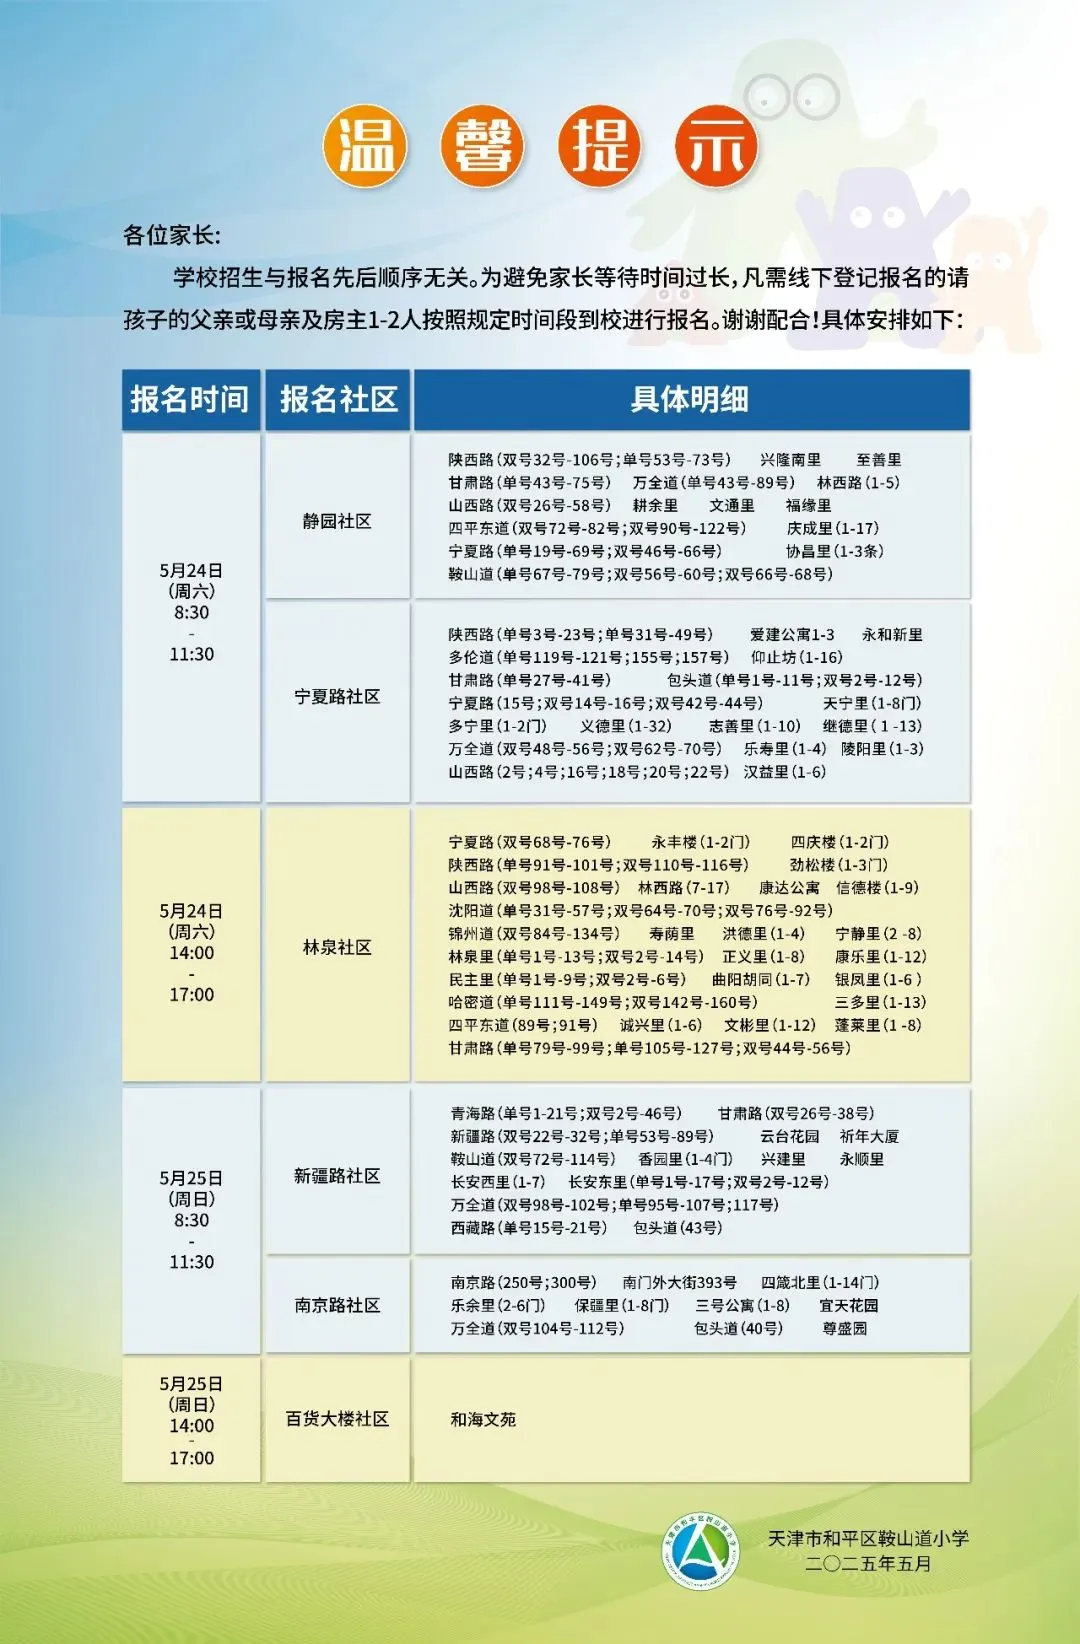 温馨提示
各位家长:
学校招生与报名先后顺序无关。为避免家长等待时间过长,凡需线下登记报名的请
孩子的父亲或母亲及房主1-2人按照规定时间段到校进行报名。谢谢配合!具体安排如下:
报名时间 报名社区 具体明细
5月24日
(周六)
8:30
-
11:30
静园社区
陕西路(双号32号-106号;单号53号-73号) 兴隆南里 至善里
甘肃路(单号43号-75号) 万全道(单号43号-89号) 林西路(1-5)
山西路(双号26号-58号) 耕余里 文通里 福缘里
四平东道(双号72号-82号;双号90号-122号) 庆成里(1-17)
宁夏路(单号19号-69号;双号46号-66号) 协昌里(1-3条)
鞍山道(单号67号-79号;双号56号-60号;双号66号-68号)
宁夏路社区
陕西路(单号3号-23号;单号31号-49号) 爱建公寓1-3 永和新里
多伦道(单号119号-121号;155号;157号) 仰止坊(1-16)
甘肃路(单号27号-41号) 包头道(单号1号-11号;双号2号-12号)
宁夏路(15号;双号14号-16号;双号42号-44号) 天宁里(1-8门)
多宁里(1-2门) 义德里(1-32) 志善里(1-10) 继德里( 1 -13)
万全道(双号48号-56号;双号62号-70号) 乐寿里(1-4) 陵阳里(1-3)
山西路(2号;4号;16号;18号;20号;22号) 汉益里(1-6)
5月24日
(周六)
14:00
-
17:00
林泉社区
宁夏路(双号68号-76号) 永丰楼(1-2门) 四庆楼(1-2门)
陕西路(单号91号-101号;双号110号-116号) 劲松楼(1-3门)
山西路(双号98号-108号) 林西路(7-17) 康达公寓 信德楼(1-9)
沈阳道(单号31号-57号;双号64号-70号;双号76号-92号)
锦州道(双号84号-134号) 寿荫里 洪德里(1-4) 宁静里(2 -8)
林泉里(单号1号-13号;双号2号-14号) 正义里(1-8) 康乐里(1-12)
民主里(单号1号-9号;双号2号-6号) 曲阳胡同(1-7) 银凤里(1-6 )
哈密道(单号111号-149号;双号142号-160号) 三多里(1-13)
四平东道(89号;91号) 诚兴里(1-6) 文彬里(1-12) 蓬莱里(1 -8)
甘肃路(单号79号-99号;单号105号-127号;双号44号-56号)
5月25日
(周日)
8:30
-
11:30
新疆路社区
青海路(单号1-21号;双号2号-46号) 甘肃路(双号26号-38号)
新疆路(双号22号-32号;单号53号-89号) 云台花园 祈年大厦
鞍山道(双号72号-114号) 香园里(1-4门) 兴建里 永顺里
长安西里(1-7) 长安东里(单号1号-17号;双号2号-12号)
万全道(双号98号-102号;单号95号-107号;117号)
西藏路(单号15号-21号) 包头道(43号)
南京路社区
南京路(250号;300号) 南门外大街393号 四箴北里(1-14门)
乐余里(2-6门) 保疆里(1-8门) 三号公寓(1-8) 宜天花园
万全道(双号104号-112号) 包头道(40号) 尊盛园
5月25日
(周日)
14:00
-
17:00
百货大楼社区
和海文苑
天津市和平区鞍山道小学
二〇二五年五月